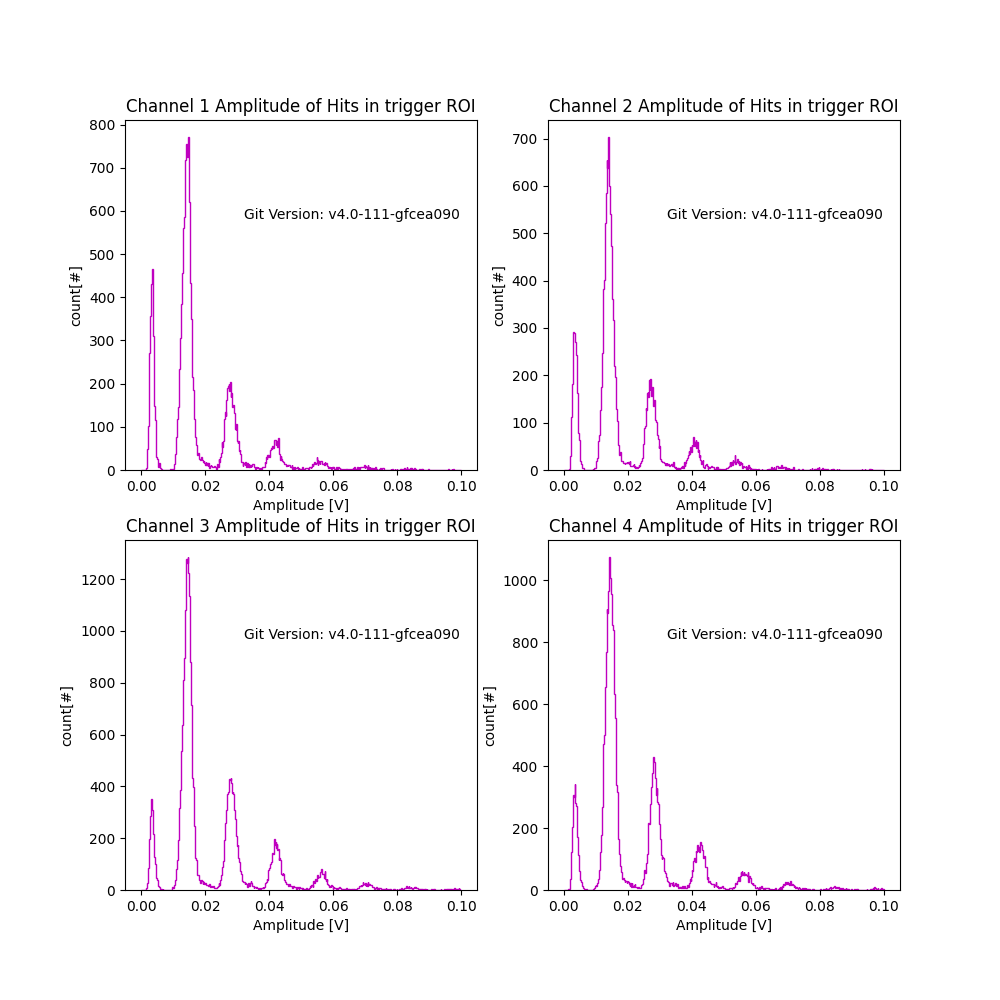 Channel 1 Amplitude of Hits in trigger ROI
800
700
600
500
400
300
200
100
0
count[#]
Git Version: v4.0-111-gfcea090
0.00 0.02 0.04 0.06 0.08 0.10
Amplitude [V]
Channel 2 Amplitude of Hits in trigger ROI
700
600
500
400
300
200
100
0
count[#]
Git Version: v4.0-111-gfcea090
0.00 0.02 0.04 0.06 0.08 0.10
Amplitude [V]
Channel 3 Amplitude of Hits in trigger ROI
1200
1000
800
600
400
200
0
count[#]
Git Version: v4.0-111-gfcea090
0.00 0.02 0.04 0.06 0.08 0.10
Amplitude [V]
Channel 4 Amplitude of Hits in trigger ROI
1000
800
600
400
200
0
count[#]
Git Version: v4.0-111-gfcea090
0.00 0.02 0.04 0.06 0.08 0.10
Amplitude [V]